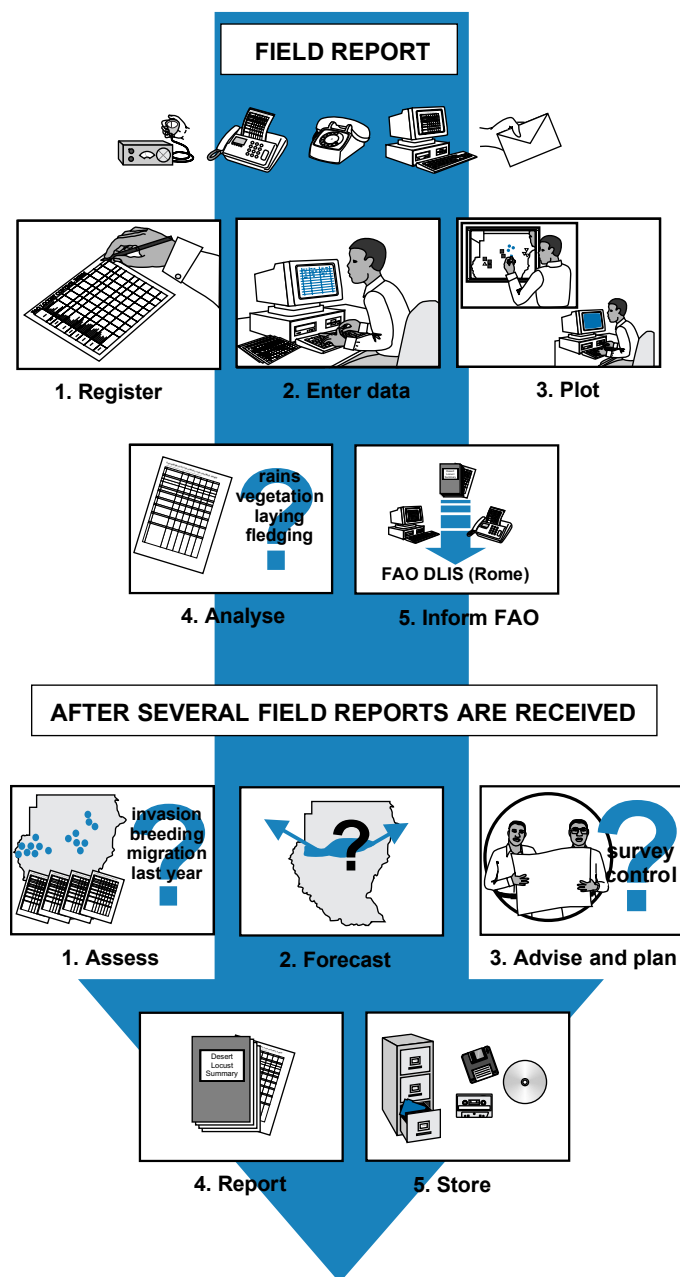 FIELD REPORT
1. Register
2. Enter data
3. Plot
rains
vegetation
laying
fledging
4. Analyse
FAO DLIS (Rome)
5. Inform FAO
AFTER SEVERAL FIELD REPORTS ARE RECEIVED
invasion
breeding
migration
last year
?
1. Assess
?
2. Forecast
?
survey
control
3. Advise and plan
Desert
Locust
Summary
4. Report
5. Store